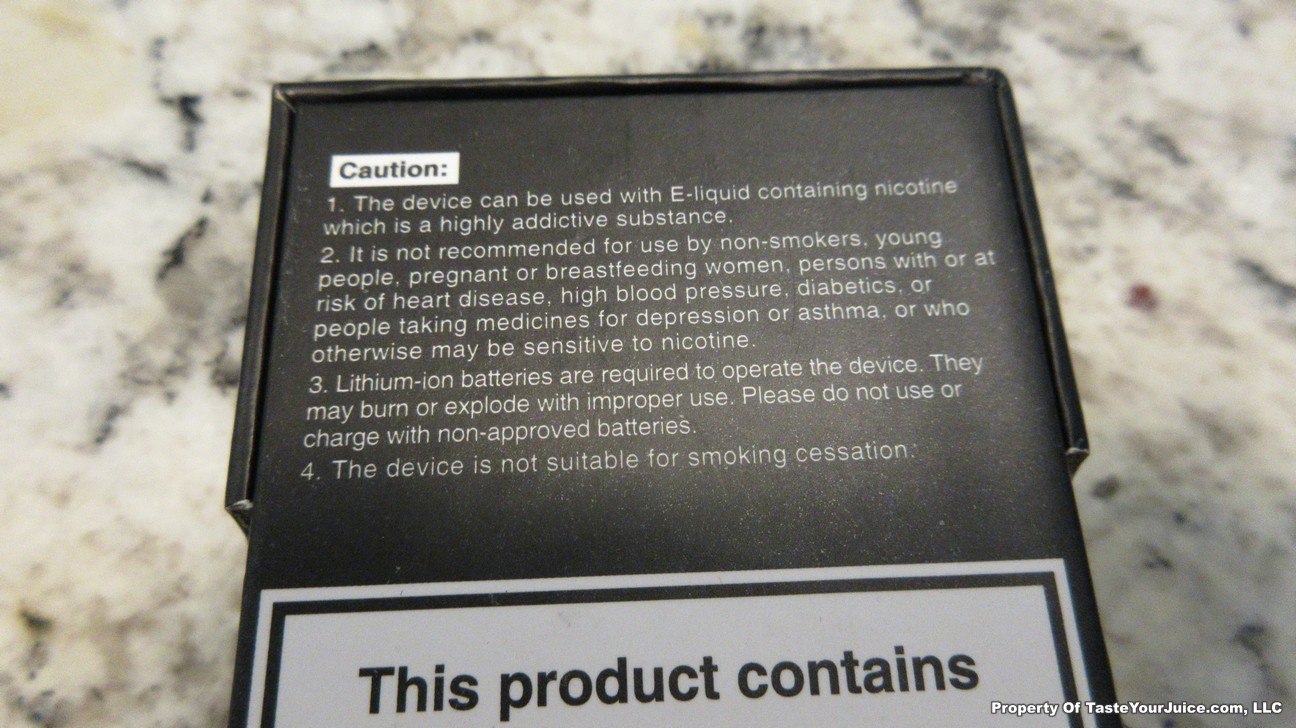 Caution:
1. The device can be used with E-liquid containing nicotine
which is a highly addictive substance.
2. It is not recommended for use by non-smokers, young
people, pregnant or breastfeeding women, persons with or at
risk of heart disease, high blood pressure, diabetics, or
people taking medicines for depression or asthma, or who
otherwise may be sensitive to nicotine.
3. Lithium-ion batteries are required to operate the device. They
may burn or explode with improper use. Please do not use or
charge with non-approved batteries.
4. The device is not suitable for smoking cessation.
This product contains
Property Of TasteYourJuice.com, LLC